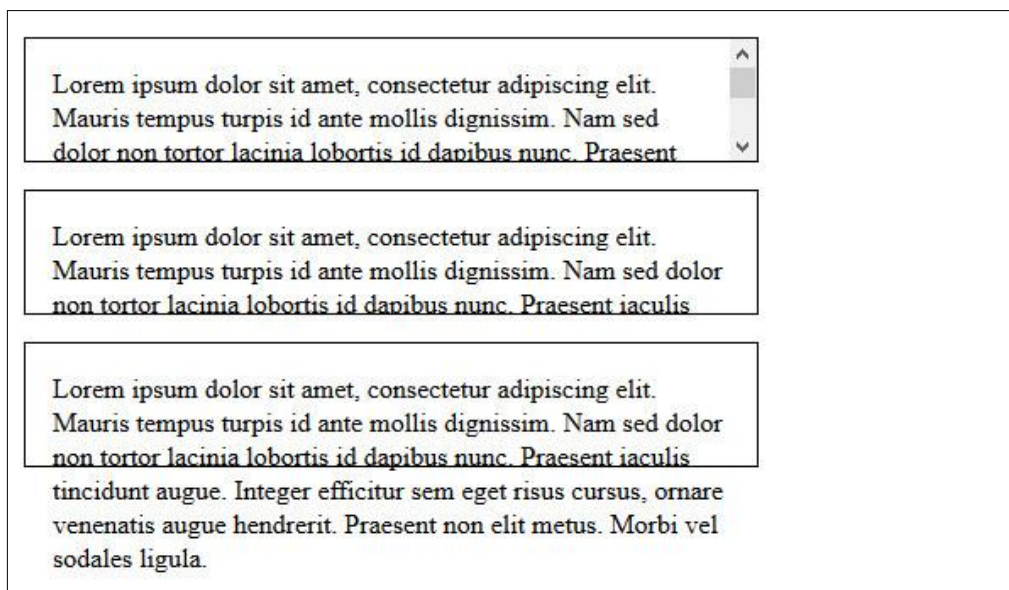 Lorem ipsum dolor sit amet, consectetur adipiscing elit.
Mauris tempus turpis id ante mollis dignissim. Nam sed
dolor non tortor lacinia lobortis id dapibus nunc. Praesent
Lorem ipsum dolor sit amet, consectetur adipiscing elit.
Mauris tempus turpis id ante mollis dignissim. Nam sed dolor
non tortor lacinia lobortis id dapibus nunc. Praesent iaculis
Lorem ipsum dolor sit amet, consectetur adipiscing elit.
Mauris tempus turpis id ante mollis dignissim. Nam sed dolor
non tortor lacinia lobortis id dapibus nunc. Praesent iaculis
tincidunt augue. Integer efficitur sem eget risus cursus, ornare
venenatis augue hendrerit. Praesent non elit metus. Morbi vel
sodales ligula.